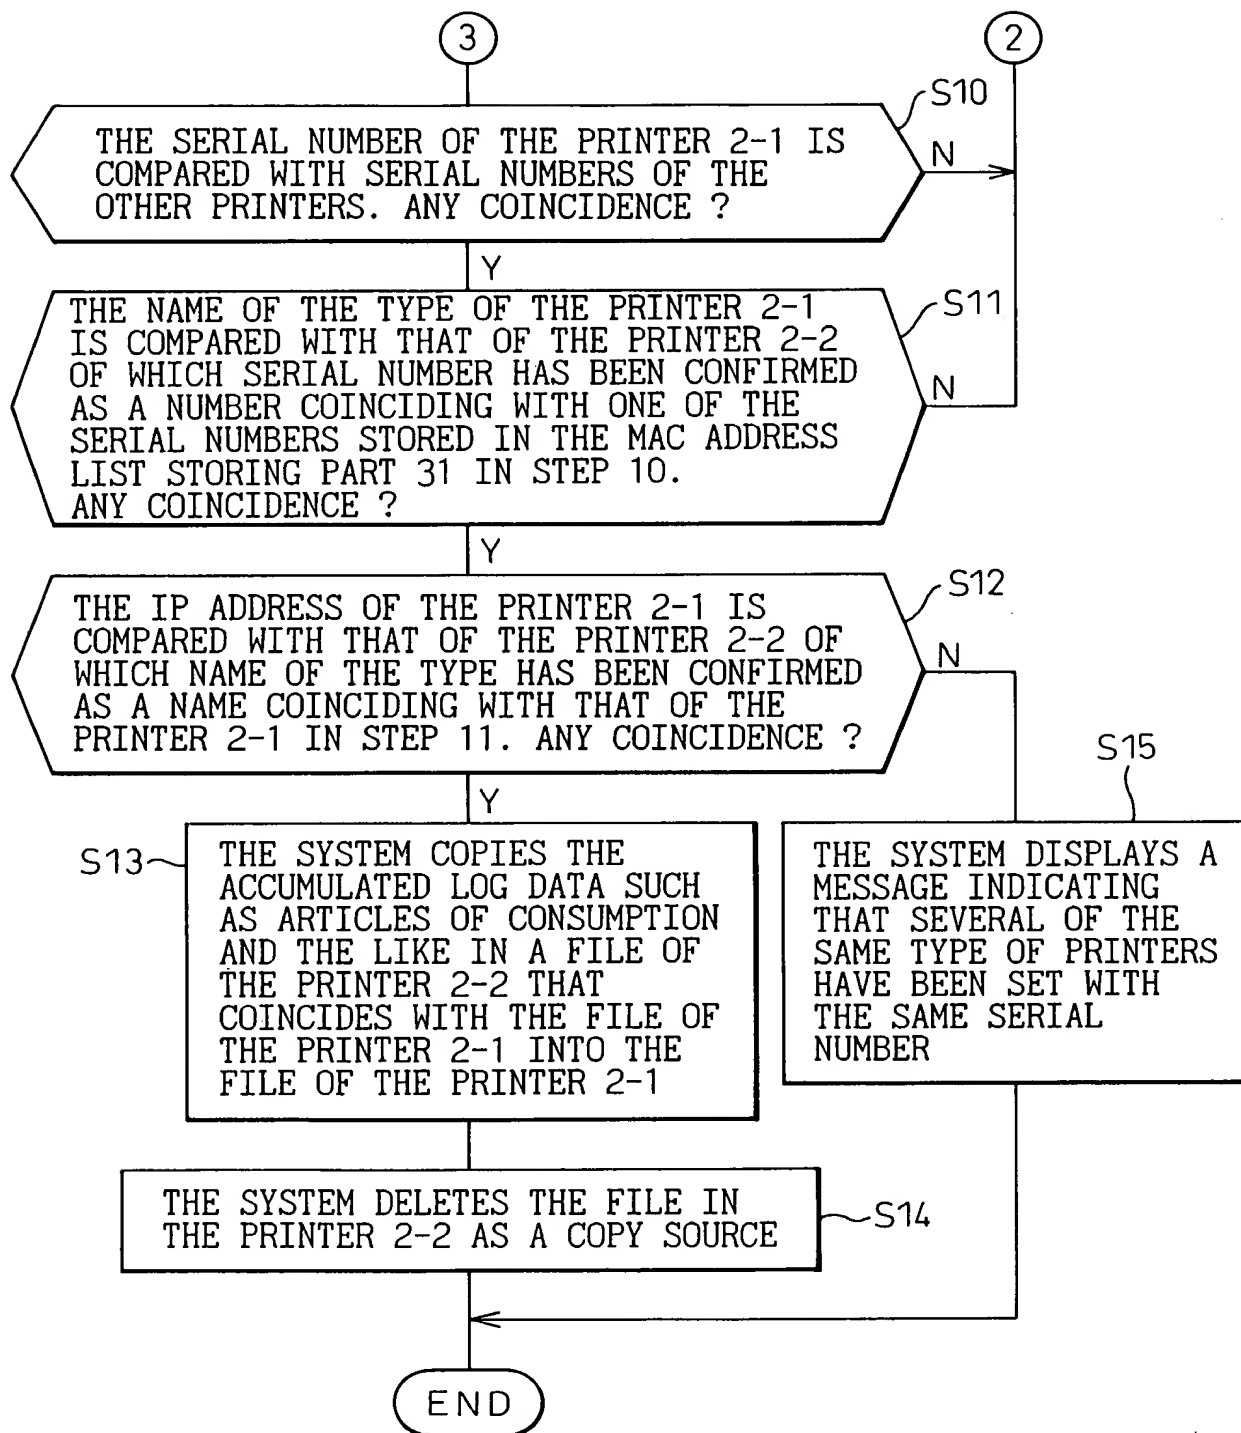 3
2
S10
THE SERIAL NUMBER OF THE PRINTER 2-1 IS
COMPARED WITH SERIAL NUMBERS OF THE
OTHER PRINTERS. ANY COINCIDENCE ?
N
Y
S11
THE NAME OF THE TYPE OF THE PRINTER 2-1
IS COMPARED WITH THAT OF THE PRINTER 2-2
OF WHICH SERIAL NUMBER HAS BEEN CONFIRMED
AS A NUMBER COINCIDING WITH ONE OF THE
SERIAL NUMBERS STORED IN THE MAC ADDRESS
LIST STORING PART 31 IN STEP 10.
ANY COINCIDENCE ?
N
Y
S12
THE IP ADDRESS OF THE PRINTER 2-1 IS
COMPARED WITH THAT OF THE PRINTER 2-2 OF
WHICH NAME OF THE TYPE HAS BEEN CONFIRMED
AS A NAME COINCIDING WITH THAT OF THE
PRINTER 2-1 IN STEP 11. ANY COINCIDENCE ?
N
Y
S13
THE SYSTEM COPIES THE
ACCUMULATED LOG DATA SUCH
AS ARTICLES OF CONSUMPTION
AND THE LIKE IN A FILE OF
THE PRINTER 2-2 THAT
COINCIDES WITH THE FILE OF
THE PRINTER 2-1 INTO THE
FILE OF THE PRINTER 2-1
S15
THE SYSTEM DISPLAYS A
MESSAGE INDICATING
THAT SEVERAL OF THE
SAME TYPE OF PRINTERS
HAVE BEEN SET WITH
THE SAME SERIAL
NUMBER
THE SYSTEM DELETES THE FILE IN
THE PRINTER 2-2 AS A COPY SOURCE
S14
END